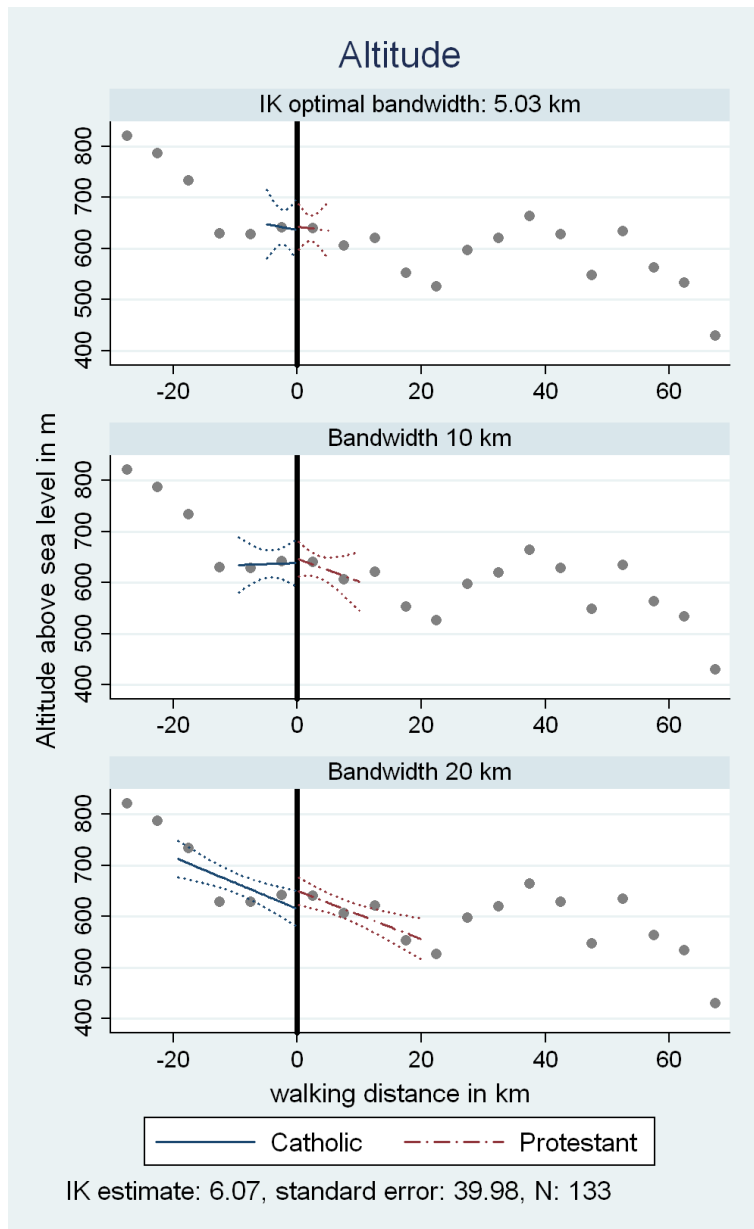 Altitude
IK optimal bandwidth: 5.03 km
800
700
600
500
400
-20 0 20 40 60
Bandwidth 10 km
800
700
600
500
400
-20 0 20 40 60
Bandwidth 20 km
800
700
600
500
400
-20 0 20 40 60
Altitude above sea level in m
walking distance in km
Catholic Protestant
IK estimate: 6.07, standard error: 39.98, N: 133